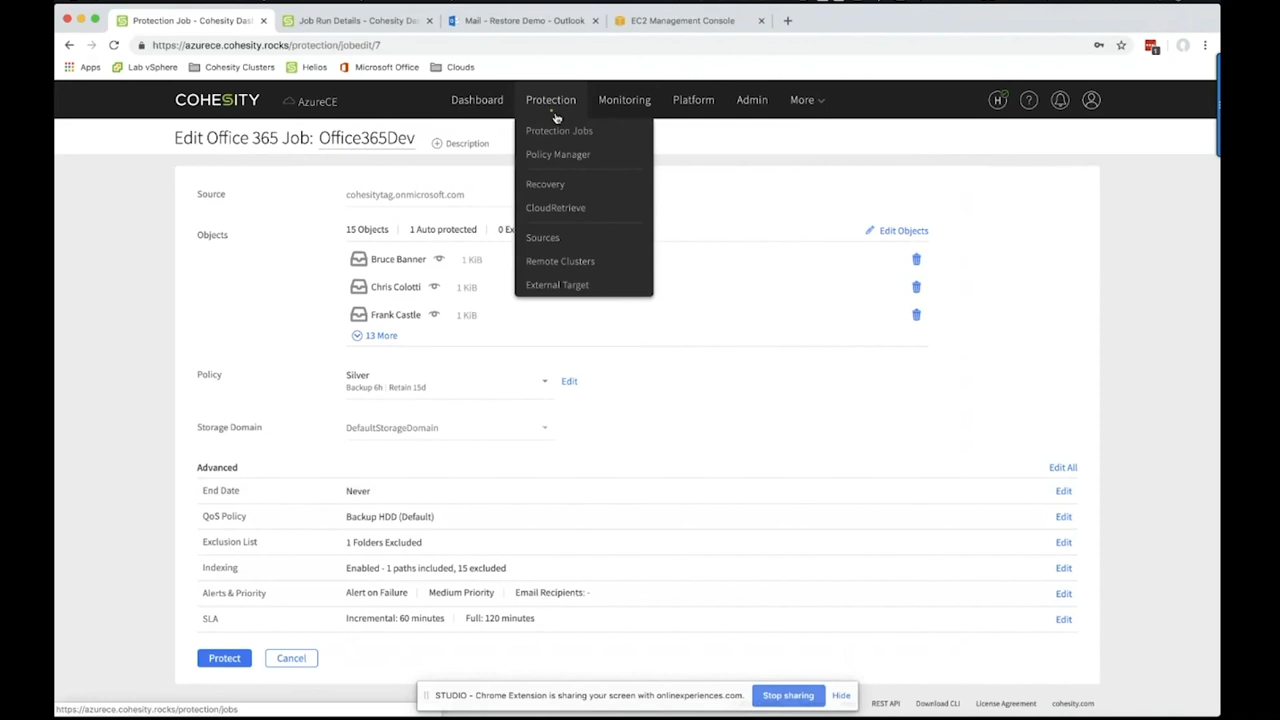 Protection Job - Cohesity Das
Job Run Details - Cohesity Da
Mail - Restore Demo - Outlook
EC2 Management Console
https://azurece.cohesity.rocks/protection/jobedit/7
Apps
Lab vSphere
Cohesity Clusters
Helios
Microsoft Office
Clouds
COHESITY
AzureCE
Dashboard
Protection
Monitoring
Platform
Admin
More
H
?
Edit Office 365 Job: Office365Dev
Description
Protection Jobs
Policy Manager
Recovery
CloudRetrieve
Sources
Remote Clusters
External Target
Source
cohesitytag.onmicrosoft.com
Objects
15 Objects | 1 Auto protected | 0 Ex
Edit Objects
Bruce Banner 1 KiB
Chris Colotti 1 KiB
Frank Castle 1 KiB
13 More
Policy
Silver
Backup 6h | Retain 15d
Edit
Storage Domain
DefaultStorageDomain
Advanced
Edit All
End Date
Never
Edit
QoS Policy
Backup HDD (Default)
Edit
Exclusion List
1 Folders Excluded
Edit
Indexing
Enabled - 1 paths included, 15 excluded
Edit
Alerts & Priority
Alert on Failure | Medium Priority | Email Recipients: -
Edit
SLA
Incremental: 60 minutes | Full: 120 minutes
Edit
Protect
Cancel
STUDIO - Chrome Extension is sharing your screen with onlinexperiences.com.
Stop sharing
Hide
REST API
Download CLI
License Agreement
cohesity.com
https://azurece.cohesity.rocks/protection/jobs